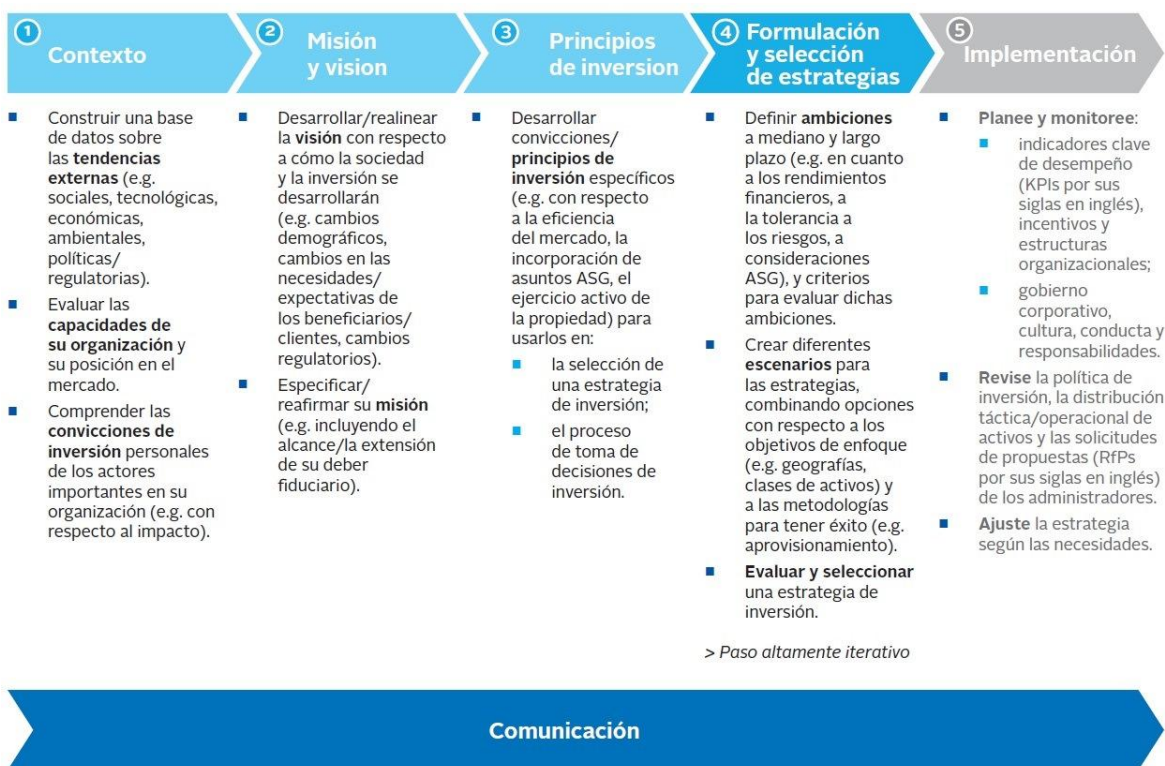 1
Contexto
■ Construir una base
de datos sobre
las tendencias
externas (e.g.
sociales, tecnológicas,
económicas,
ambientales,
políticas/
regulatorias).
■ Evaluar las
capacidades de
su organización y
su posición en el
mercado.
■ Comprender las
convicciones de
inversión personales
de los actores
importantes en su
organización (e.g. con
respecto al impacto).
2
Misión
y vision
■ Desarrollar/realinear
la visión con respecto
a cómo la sociedad
y la inversión se
desarrollarán
(e.g. cambios
demográficos,
cambios en las
necesidades/
expectativas de
los beneficiarios/
clientes, cambios
regulatorios).
■ Especificar/
reafirmar su misión
(e.g. incluyendo el
alcance/la extensión
de su deber
fiduciario).
3
Principios
de inversion
■ Desarrollar
convicciones/
principios de
inversión específicos
(e.g. con respecto
a la eficiencia
del mercado, la
incorporación de
asuntos ASG, el
ejercicio activo de
la propiedad) para
usarlos en:
■ la selección de
una estrategia
de inversión;
■ el proceso
de toma de
decisiones de
inversión.
4
Formulación
y selección
de estrategias
■ Definir ambiciones
a mediano y largo
plazo (e.g. en cuanto
a los rendimientos
financieros, a
la tolerancia a
los riesgos, a
consideraciones
ASG), y criterios
para evaluar dichas
ambiciones.
■ Crear diferentes
escenarios para
las estrategias,
combinando opciones
con respecto a los
objetivos de enfoque
(e.g. geografías,
clases de activos) y
a las metodologías
para tener éxito (e.g.
aprovisionamiento).
■ Evaluar y seleccionar
una estrategia de
inversión.
> Paso altamente iterativo
5
Implementación
■ Planee y monitoree:
■ indicadores clave
de desempeño
(KPIs por sus
siglas en inglés),
incentivos y
estructuras
organizacionales;
■ gobierno
corporativo,
cultura, conducta y
responsabilidades.
■ Revise la política de
inversión, la distribución
táctica/operacional de
activos y las solicitudes
de propuestas (RfPs
por sus siglas en inglés)
de los administradores.
■ Ajuste la estrategia
según las necesidades.
Comunicación